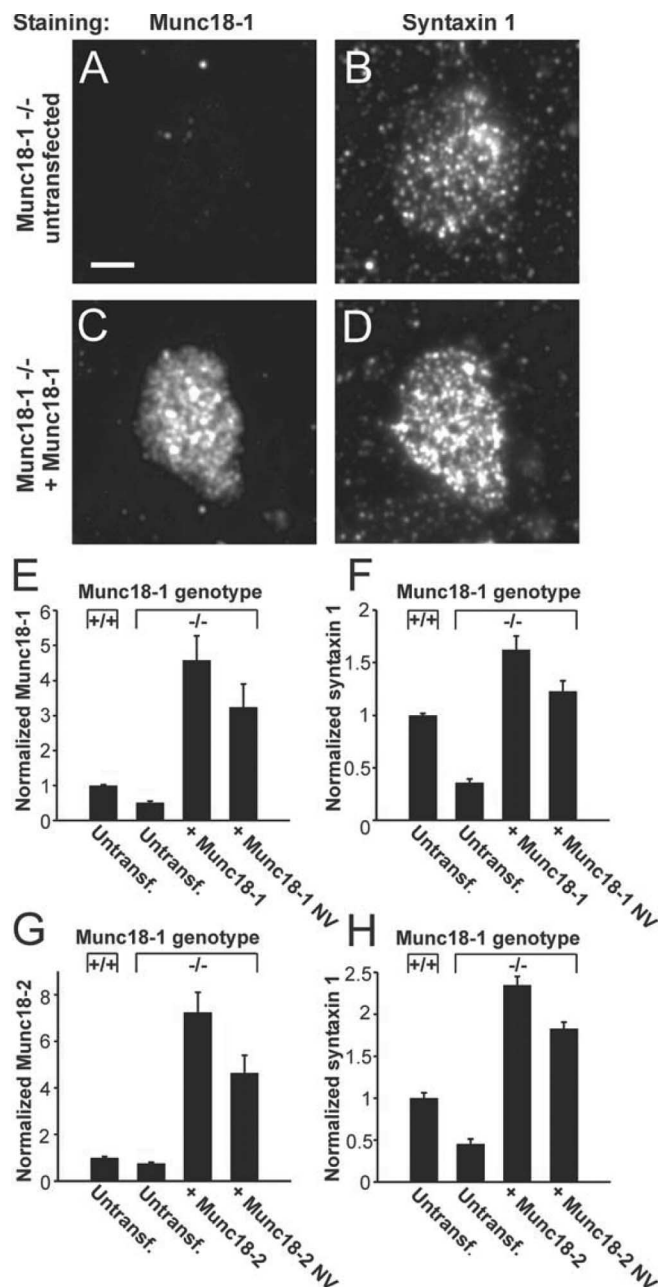 Staining: Munc18-1 Syntaxin 1
Munc18-1 -/-
untransfected
A
B
Munc18-1 -/-
+ Munc18-1
C
D
E
Munc18-1 genotype
+/+
-/-
Normalized Munc18-1
6
5
4
3
2
1
0
Untransf.
Untransf.
+ Munc18-1
+ Munc18-1 NV
F
Munc18-1 genotype
+/+
-/-
Normalized syntaxin 1
2
1.5
1
0.5
0
Untransf.
Untransf.
+ Munc18-1
+ Munc18-1 NV
G
Munc18-1 genotype
+/+
-/-
Normalized Munc18-2
8
6
4
2
0
Untransf.
Untransf.
+ Munc18-2
+ Munc18-2 NV
H
Munc18-1 genotype
+/+
-/-
Normalized syntaxin 1
2.5
2
1.5
1
0.5
0
Untransf.
Untransf.
+ Munc18-2
+ Munc18-2 NV